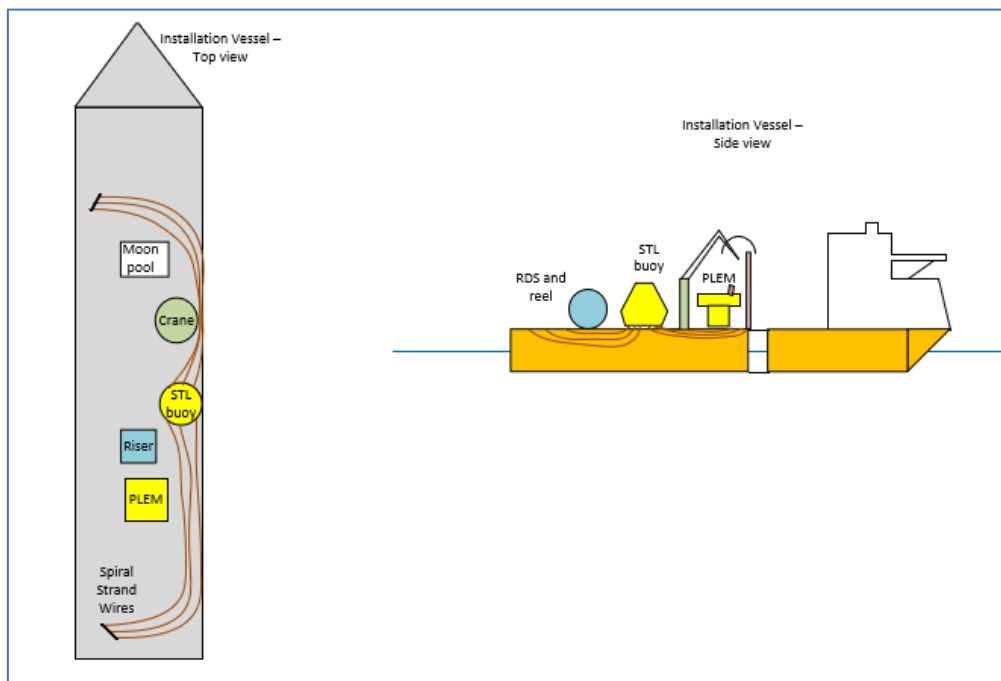 Installation Vessel –
Top view
Moon
pool
Crane
STL
buoy
Riser
PLEM
Spiral
Strand
Wires
Installation Vessel –
Side view
RDS and
reel
STL
buoy
PLEM